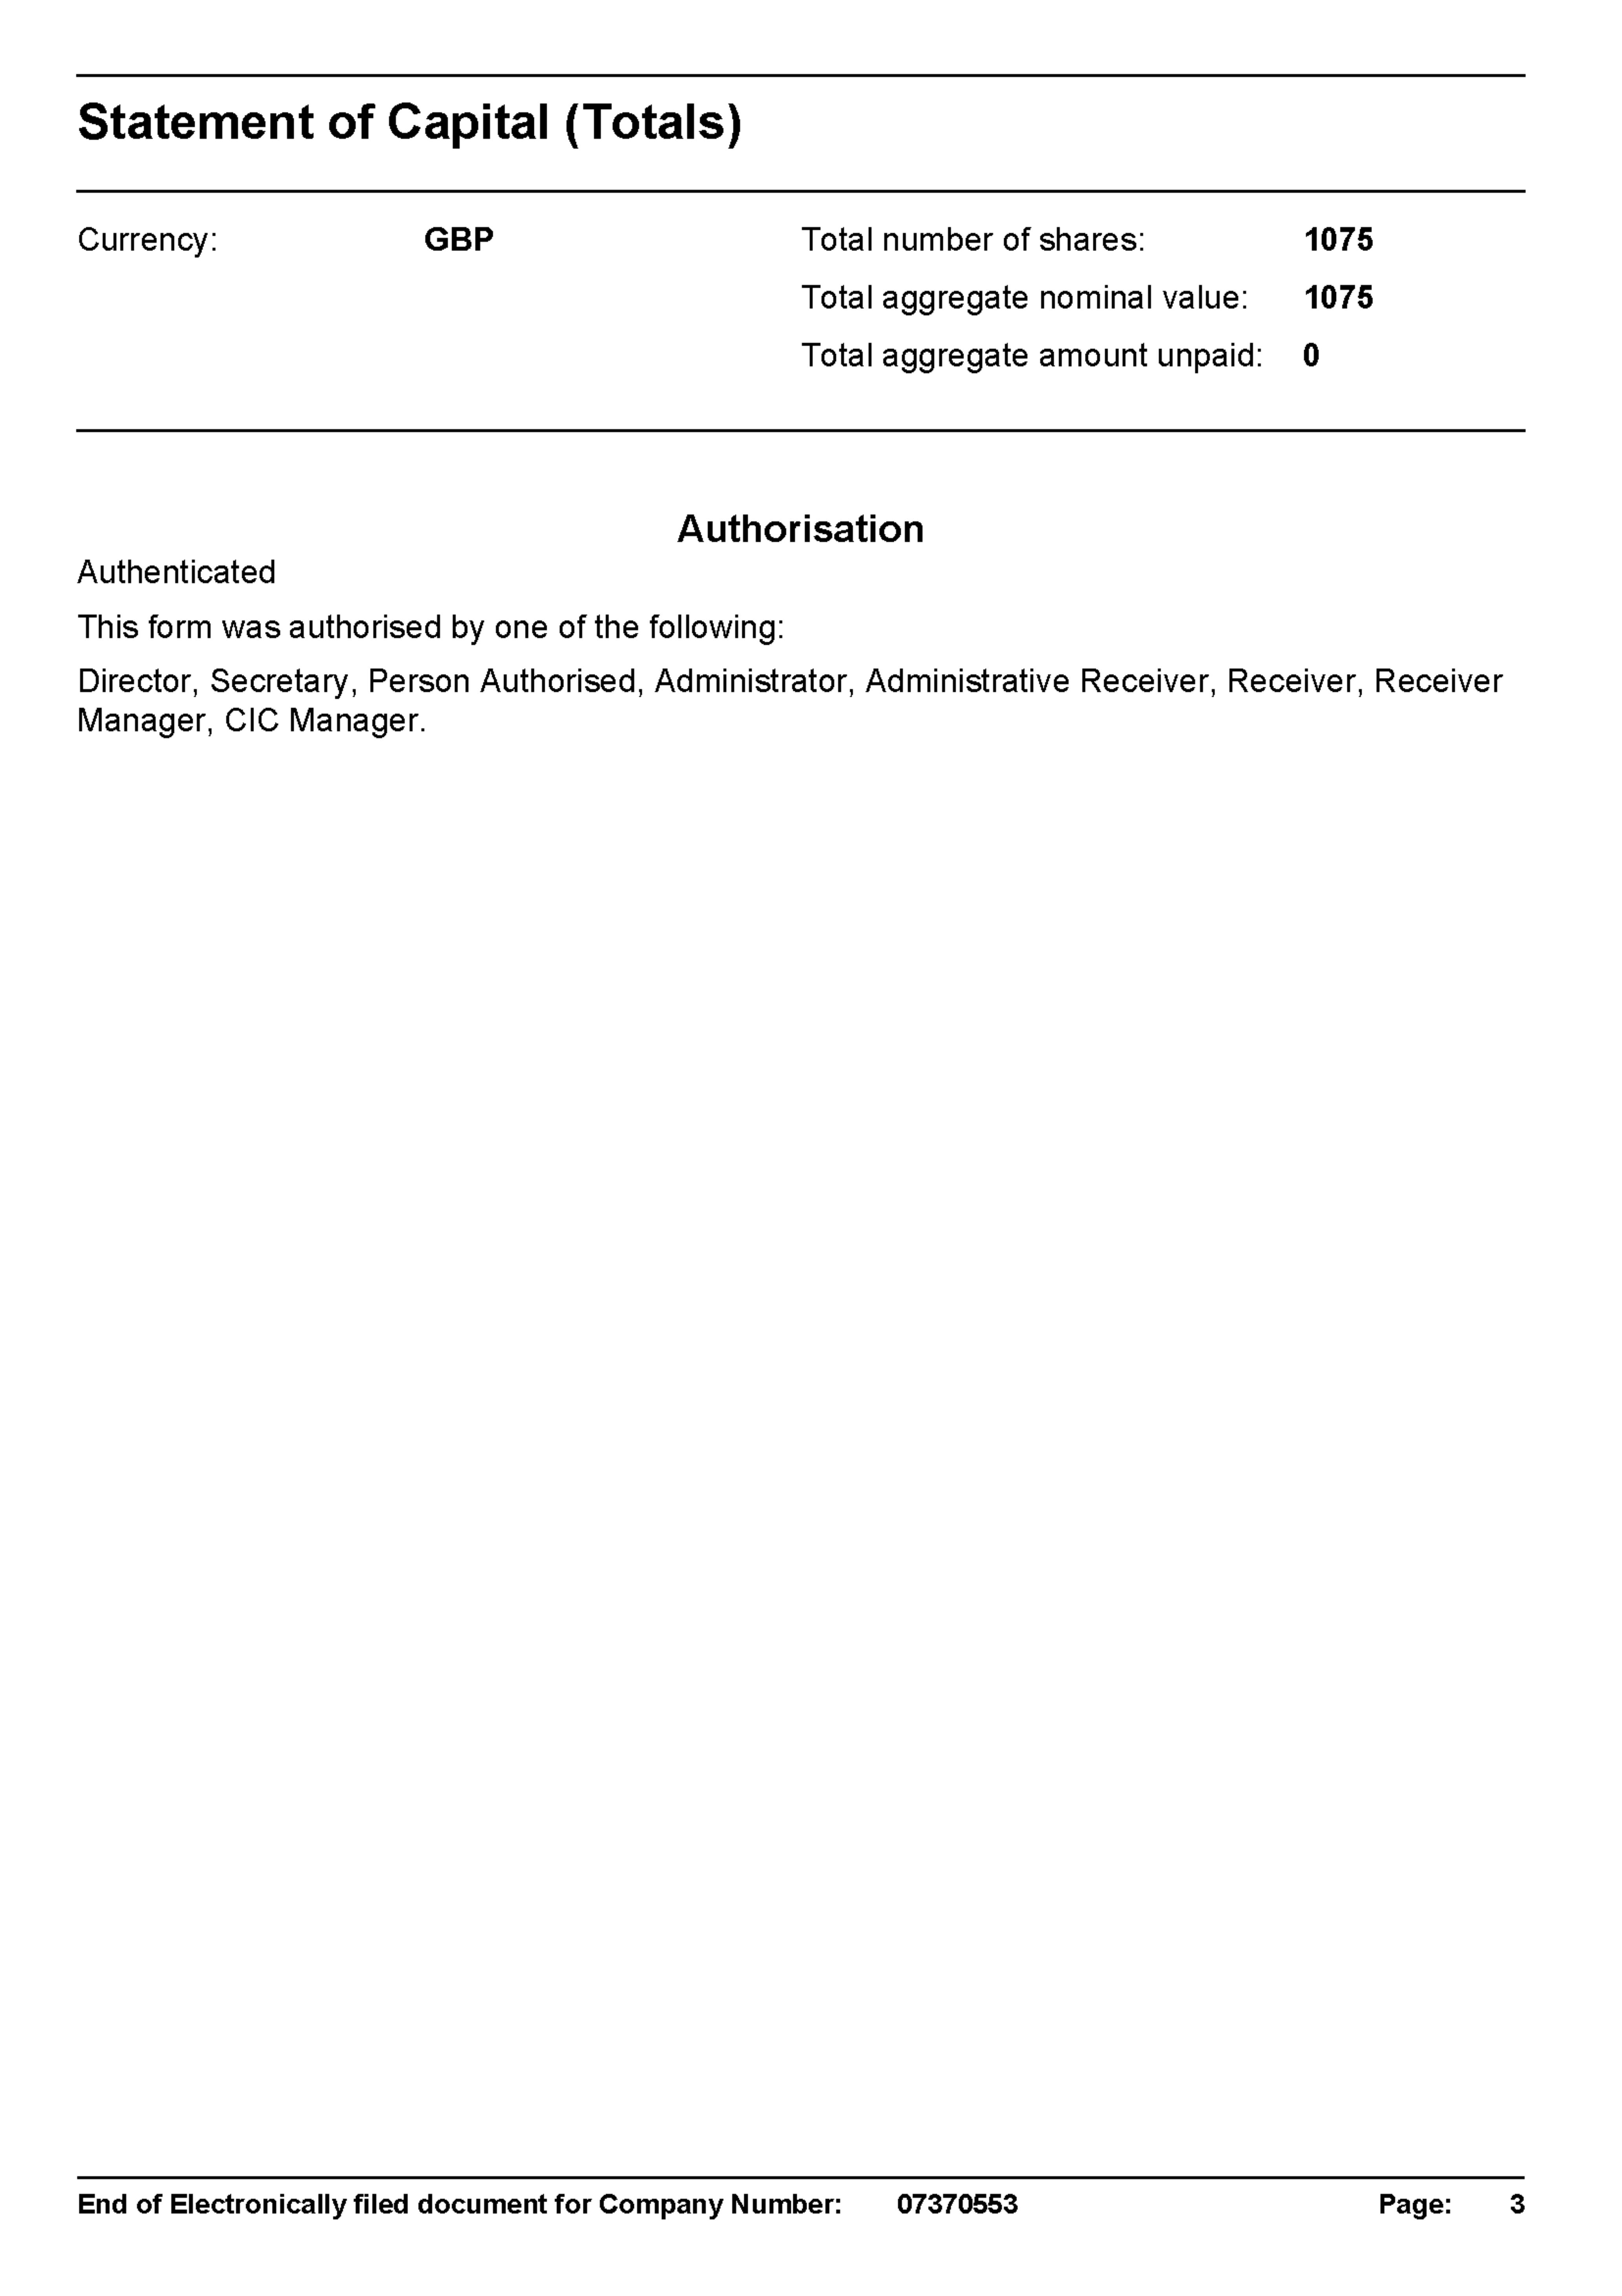 Statement of Capital (Totals)
Currency: GBP Total number of shares: 1075
Total aggregate nominal value: 1075
Total aggregate amount unpaid: 0
Authorisation
Authenticated
This form was authorised by one of the following:
Director, Secretary, Person Authorised, Administrator, Administrative Receiver, Receiver, Receiver
Manager, CIC Manager.
End of Electronically filed document for Company Number: 07370553 Page: 3